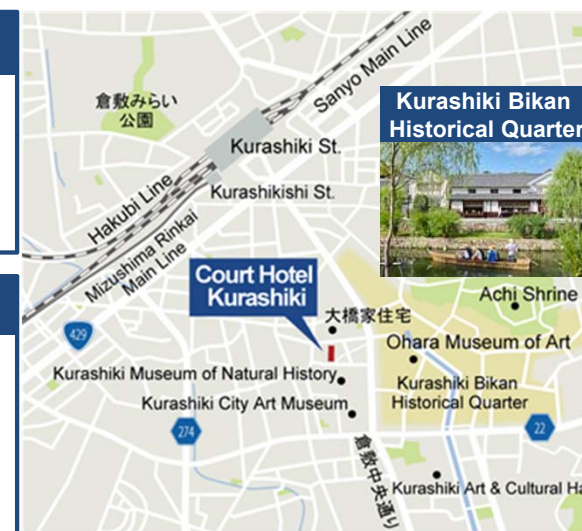 倉敷みらい
公園
Sanyo Main Line
Kurashiki Bikan
Historical Quarter
Kurashiki St.
Hakubi Line
Kurashikishi St.
Mizushima Rinkai
Main Line
Court Hotel
Kurashiki
Achi Shrine
大橋家住宅
429
Ohara Museum of Art
Kurashiki Museum of Natural History
Kurashiki Bikan
Historical Quarter
Kurashiki City Art Museum
274
22
倉敷中央通り
Kurashiki Art & Cultural Ha